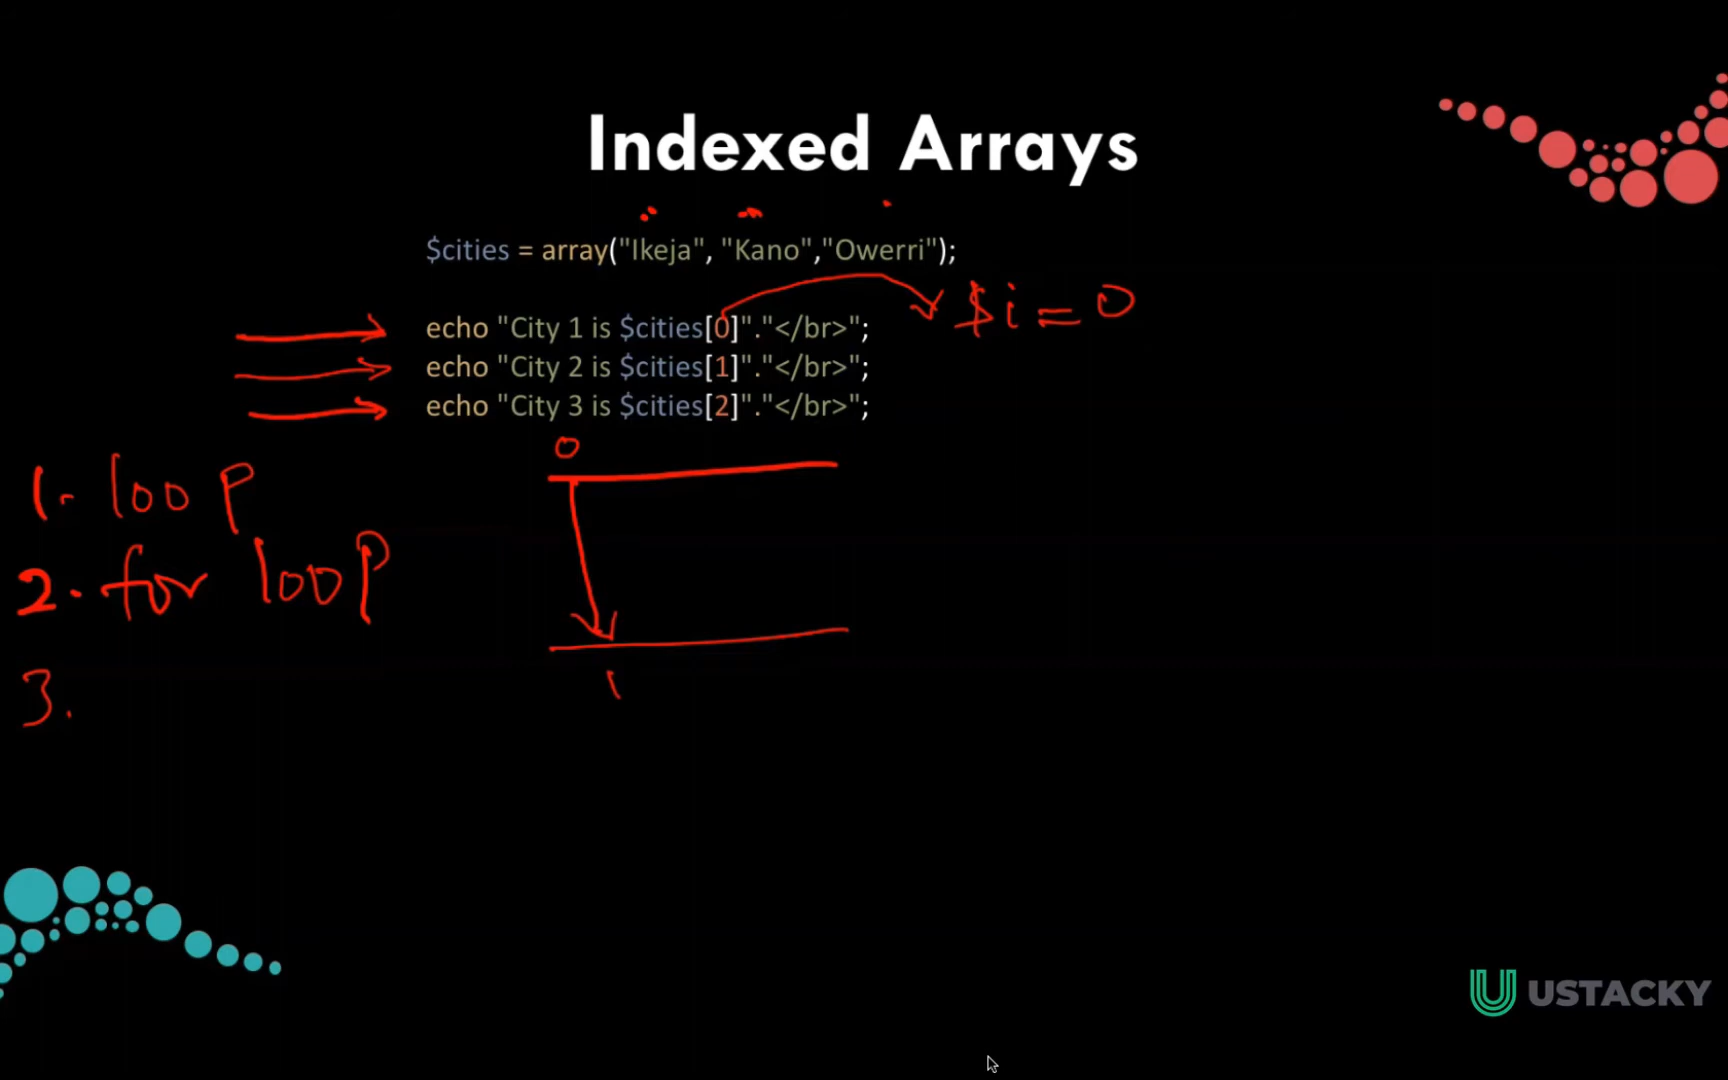 Indexed Arrays
$cities = array("Ikeja", "Kano","Owerri");
$i = 0
echo "City 1 is $cities[0]"."</br>";
echo "City 2 is $cities[1]"."</br>";
echo "City 3 is $cities[2]"."</br>";
0
1. loop
2. for loop
1
3.
USTACKY